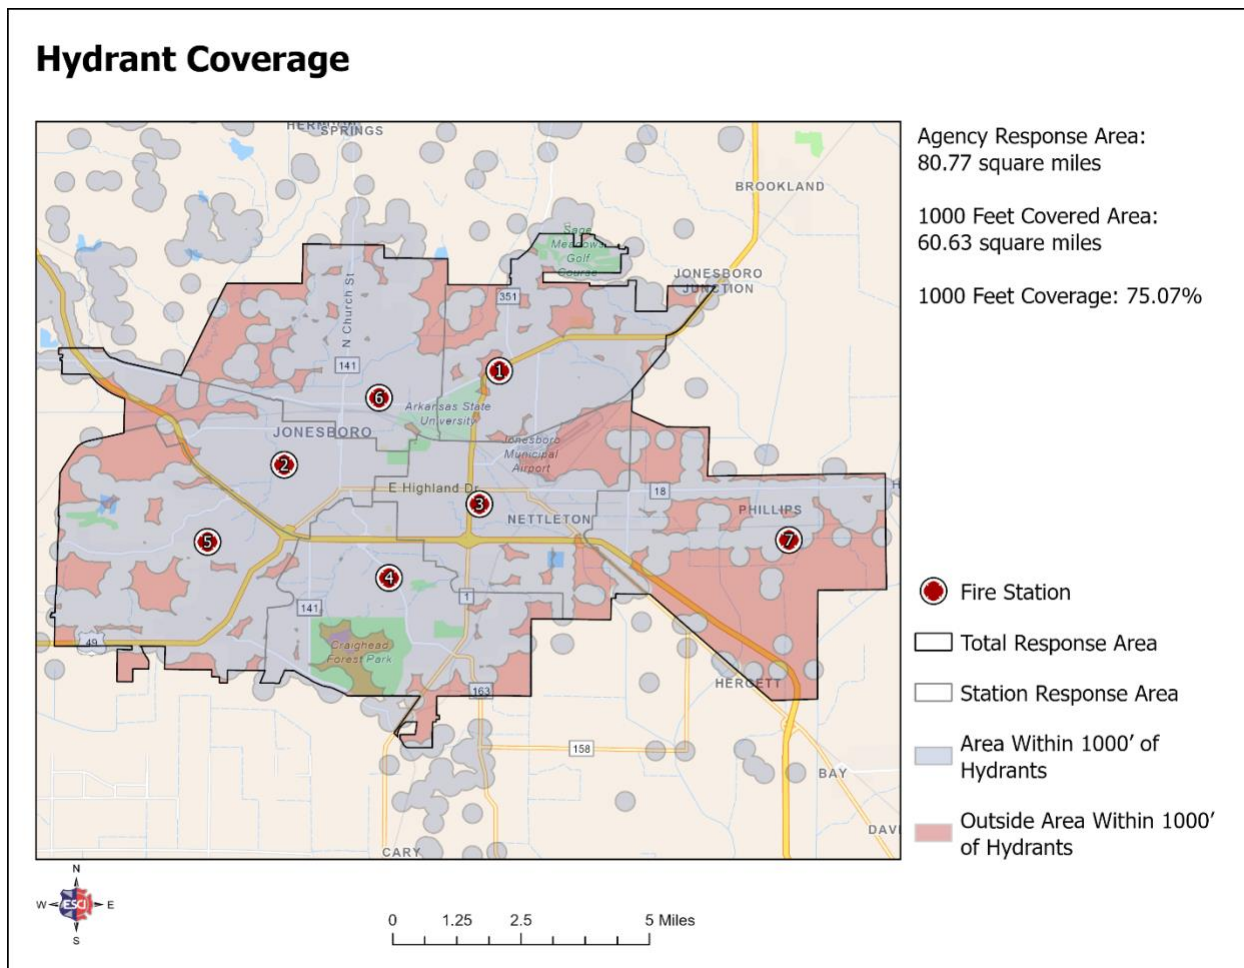 Hydrant Coverage
SPRINGS
BROOKLAND
Sage
Meadows
Golf
Course
JONESBORO
JUNCTION
351
N Church St
141
1
6
Arkansas State
University
JONESBORO
Jonesboro
Municipal
Airport
2
E Highland Dr
3
18
NETTLETON
PHILLIPS
7
5
4
141
1
49
Craighead
Forest Park
163
158
BAY
CARY
Agency Response Area:
80.77 square miles
1000 Feet Covered Area:
60.63 square miles
1000 Feet Coverage: 75.07%
Fire Station
Total Response Area
Station Response Area
Area Within 1000' of
Hydrants
Outside Area Within 1000'
of Hydrants
N
W
ESCI
E
S
0 1.25 2.5 5 Miles